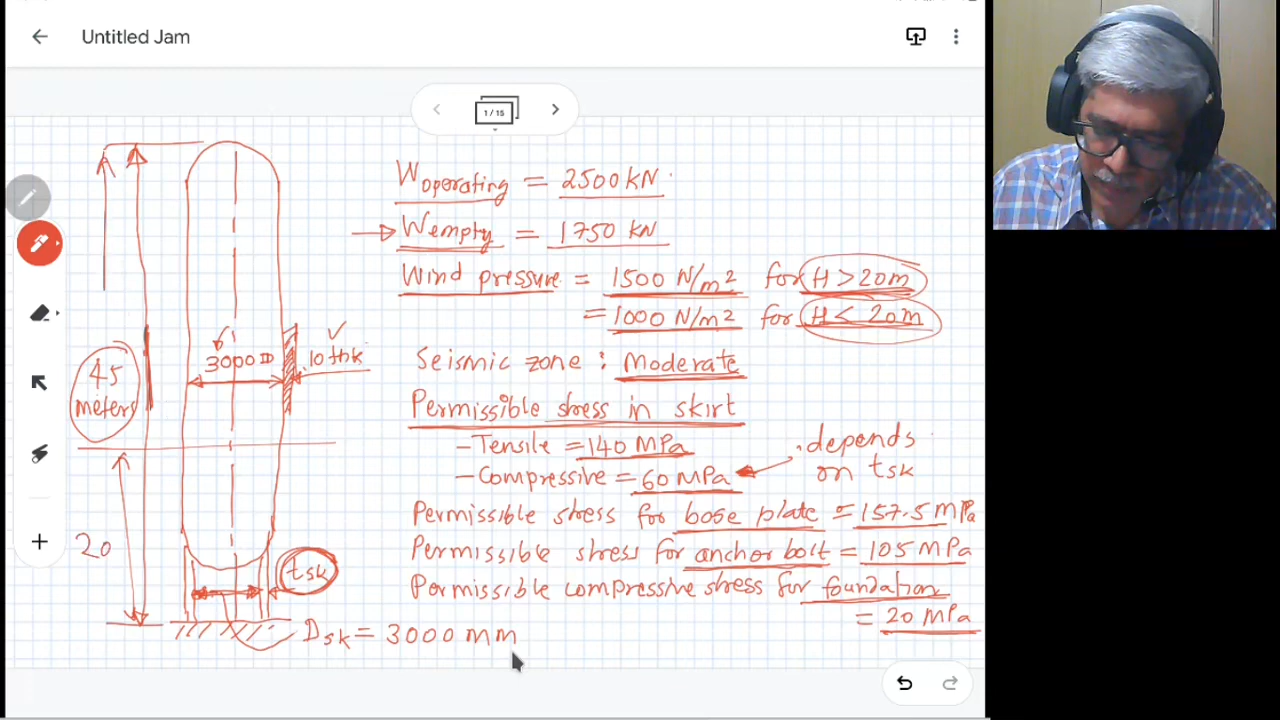 Untitled Jam
1 / 15
W operating = 2500 kN
W empty = 1750 kN
Wind pressure = 1500 N/m² for H > 20m
= 1000 N/m² for H < 20m
3000 ID
10 thk
Seismic zone : Moderate
45
meters
Permissible stress in skirt
- Tensile = 140 MPa
- Compressive = 60 MPa
depends
on tsk
Permissible stress for base plate = 157.5 MPa
20
Permissible stress for anchor bolt = 105 MPa
tsk
Permissible compressive stress for foundation
= 20 MPa
Dsk = 3000 mm